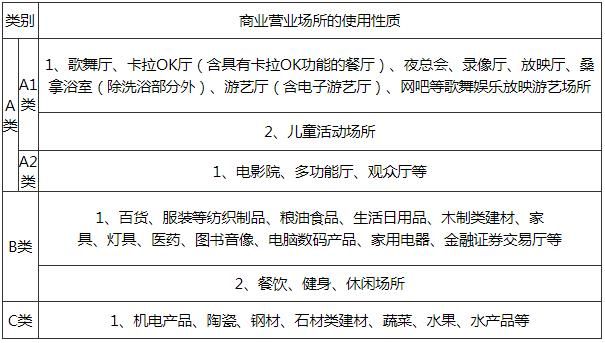 类别 商业营业场所的使用性质
A类 A1类 1、歌舞厅、卡拉OK厅（含具有卡拉OK功能的餐厅）、夜总会、录像厅、放映厅、桑
拿浴室（除洗浴部分外）、游艺厅（含电子游艺厅）、网吧等歌舞娱乐放映游艺场所
2、儿童活动场所
A2类 1、电影院、多功能厅、观众厅等
B类 1、百货、服装等纺织制品、粮油食品、生活日用品、木制类建材、家
具、灯具、医药、图书音像、电脑数码产品、家用电器、金融证券交易厅等
2、餐饮、健身、休闲场所
C类 1、机电产品、陶瓷、钢材、石材类建材、蔬菜、水果、水产品等